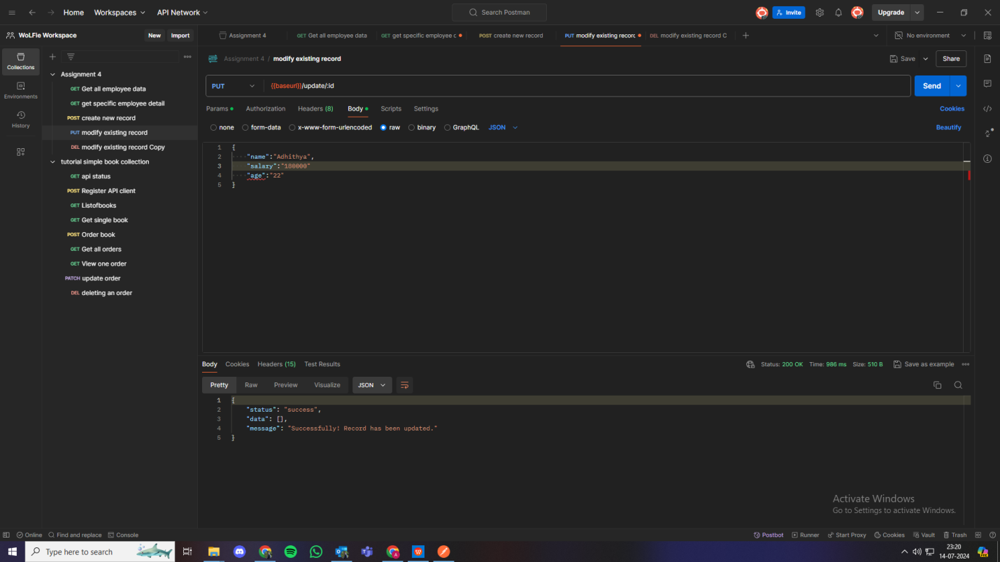 Home Workspaces API Network Search Postman Invite Upgrade
WoLFie Workspace New Import Assignment 4 GET Get all employee data GET get specific employee c POST create new record PUT modify existing record DEL modify existing record C No environment
Collections
Environments
History
Assignment 4
GET Get all employee data
GET get specific employee detail
POST create new record
PUT modify existing record
DEL modify existing record Copy
tutorial simple book collection
GET api status
POST Register API client
GET Listofbooks
GET Get single book
POST Order book
GET Get all orders
GET View one order
PATCH update order
DEL deleting an order
HTTP Assignment 4 / modify existing record Save Share
PUT {{baseurl}}/update/:id Send
Params Authorization Headers (8) Body Scripts Settings Cookies
none form-data x-www-form-urlencoded raw binary GraphQL JSON Beautify
1 {
2 "name":"Adhithya",
3 "salary":"180000"
4 "age":"22"
5 }
Body Cookies Headers (15) Test Results Status: 200 OK Time: 986 ms Size: 510 B Save as example
Pretty Raw Preview Visualize JSON
1 {
2 "status": "success",
3 "data": [],
4 "message": "Successfully! Record has been updated."
5 }
Activate Windows
Go to Settings to activate Windows.
Online Find and replace Console Postbot Runner Start Proxy Cookies Vault Trash
Type here to search
23:20
14-07-2024